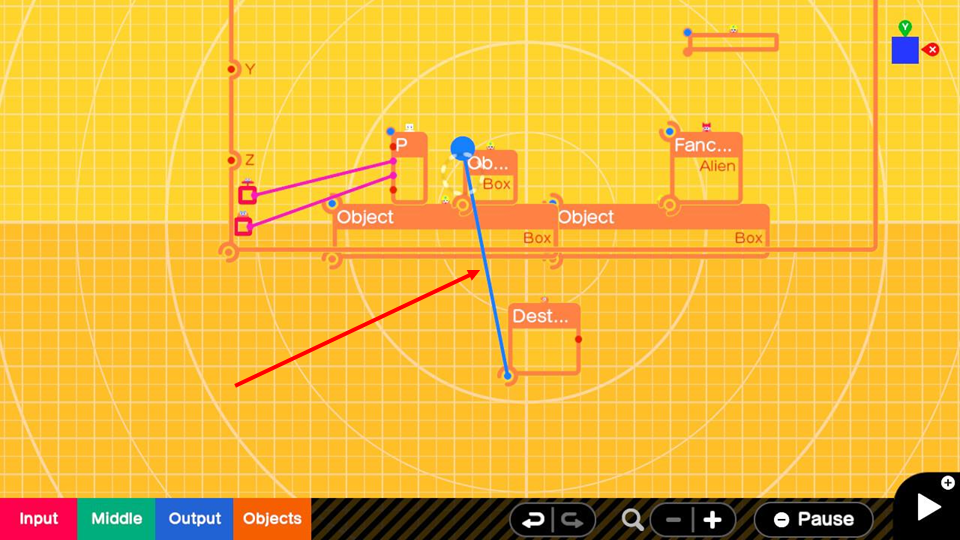 Y
X
Y
P
Fanc...
Alien
Z
Ob...
Box
Object
Object
Box
Box
Dest...
Input
Middle
Output
Objects
Pause